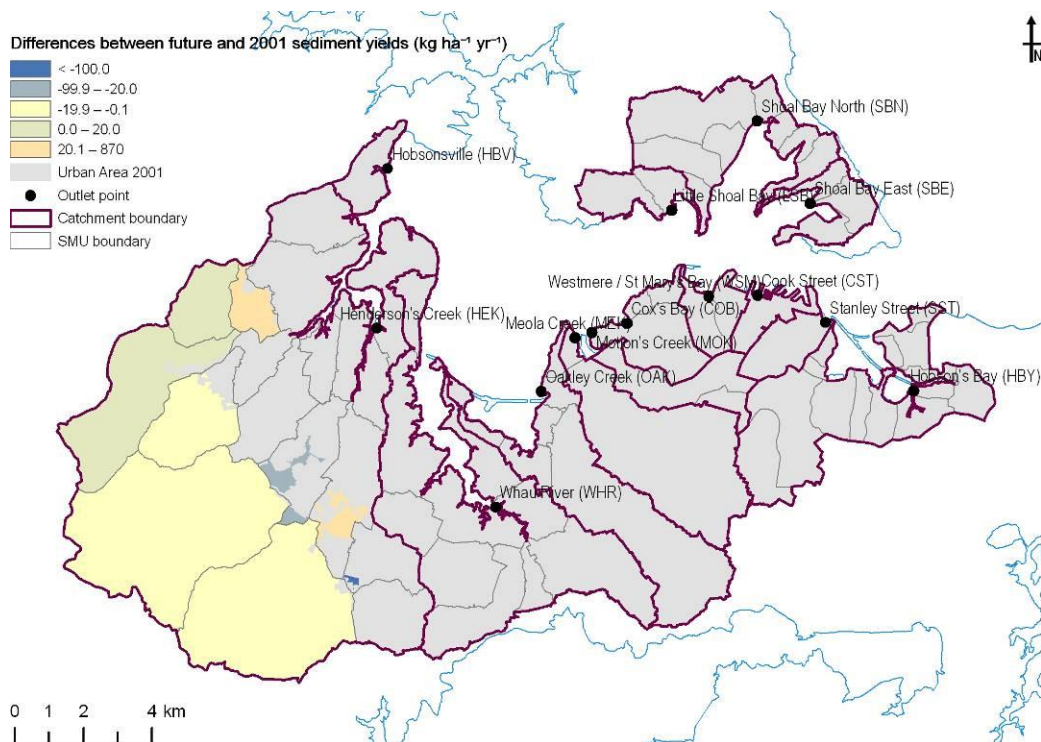 Differences between future and 2001 sediment yields (kg ha⁻¹ yr⁻¹)
< -100.0
-99.9 – -20.0
-19.9 – -0.1
0.0 – 20.0
20.1 – 870
Urban Area 2001
Outlet point
Catchment boundary
SMU boundary
N
Shoal Bay North (SBN)
Hobsonsville (HBV)
Little Shoal Bay (LSB)
Shoal Bay East (SBE)
Westmere / St Mary's Bay (WSM)
Cook Street (CST)
Henderson's Creek (HEK)
Meola Creek (MEK)
Cox's Bay (COB)
Stanley Street (SST)
Motion's Creek (MOK)
Oakley Creek (OAK)
Hobson's Bay (HBY)
Whau River (WHR)
0 1 2 4 km